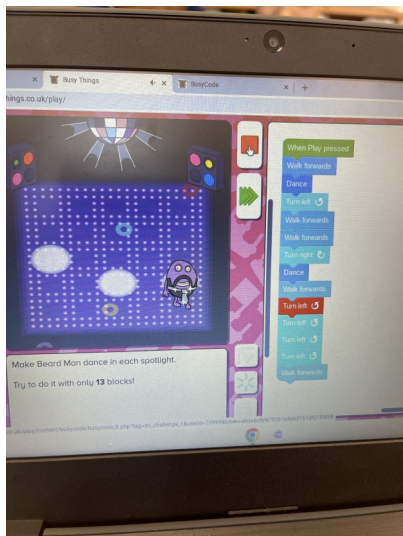 Busy Things
BusyCode
hings.co.uk/play/
When Play pressed
Walk forwards
Dance
Turn left
Walk forwards
Walk forwards
Turn right
Dance
Walk forwards
Turn left
Turn left
Turn left
Turn left
Walk forwards
Make Beard Man dance in each spotlight.
Try to do it with only 13 blocks!